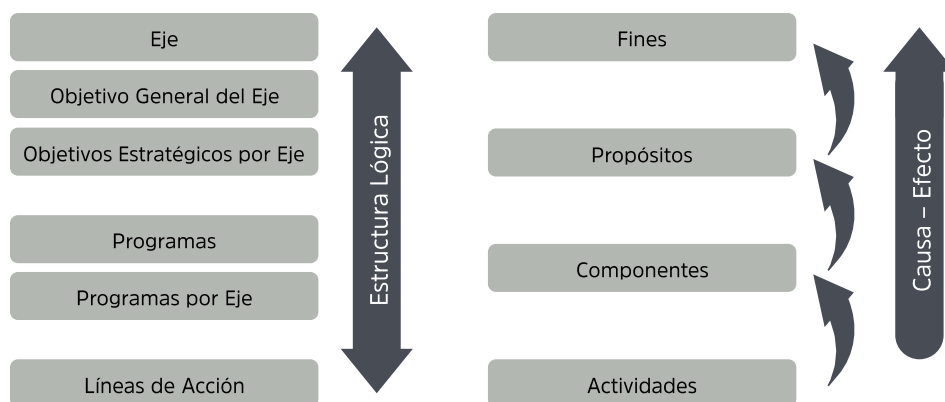 Eje
Objetivo General del Eje
Objetivos Estratégicos por Eje
Programas
Programas por Eje
Líneas de Acción
Estructura Lógica
Fines
Propósitos
Componentes
Actividades
Causa – Efecto